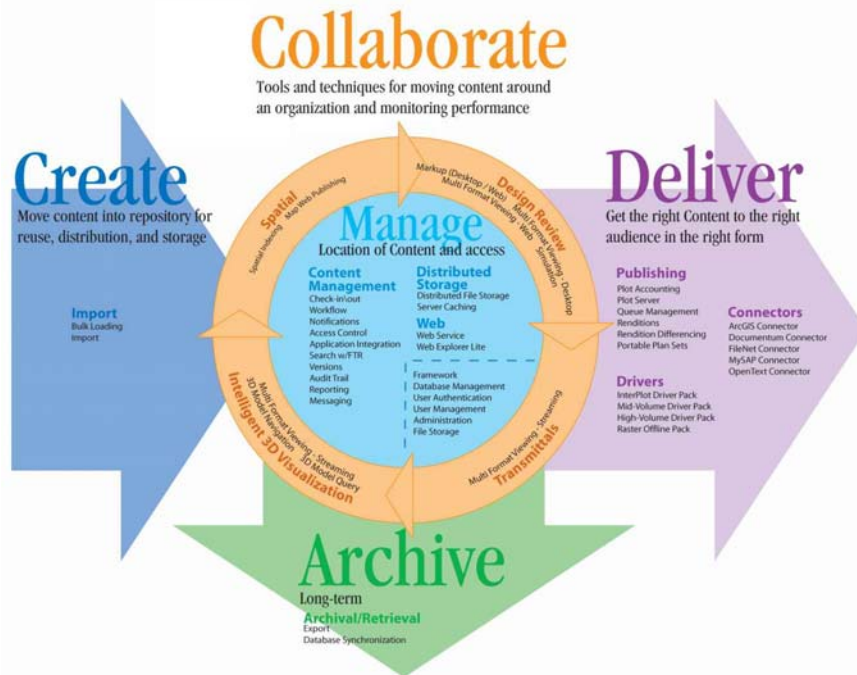 Collaborate
Tools and techniques for moving content around
an organization and monitoring performance
Create
Move content into repository for
reuse, distribution, and storage
Import
Bulk Loading
Import
Spatial
Spatial Indexing - Map Web Publishing
Markup (Desktop / Web) - Multi Format Viewing - Desktop
Multi Format Viewing - Web - Simulation
Design Review
Manage
Location of Content and access
Content
Management
Check-in\out
Workflow
Notifications
Access Control
Application Integration
Search w/FTR
Versions
Audit Trail
Reporting
Messaging
Distributed
Storage
Distributed File Storage
Server Caching
Web
Web Service
Web Explorer Lite
Framework
Database Management
User Authentication
User Management
Administration
File Storage
Multi Format Viewing - Streaming
3D Model Navigation - 3D Model Query
Intelligent 3D Visualization
Multi Format Viewing - Streaming
Transmittals
Deliver
Get the right Content to the right
audience in the right form
Publishing
Plot Accounting
Plot Server
Queue Management
Renditions
Rendition Differencing
Portable Plan Sets
Connectors
ArcGIS Connector
Documentum Connector
FileNet Connector
MySAP Connector
OpenText Connector
Drivers
InterPlot Driver Pack
Mid-Volume Driver Pack
High-Volume Driver Pack
Raster Offline Pack
Archive
Long-term
Archival/Retrieval
Export
Database Synchronization